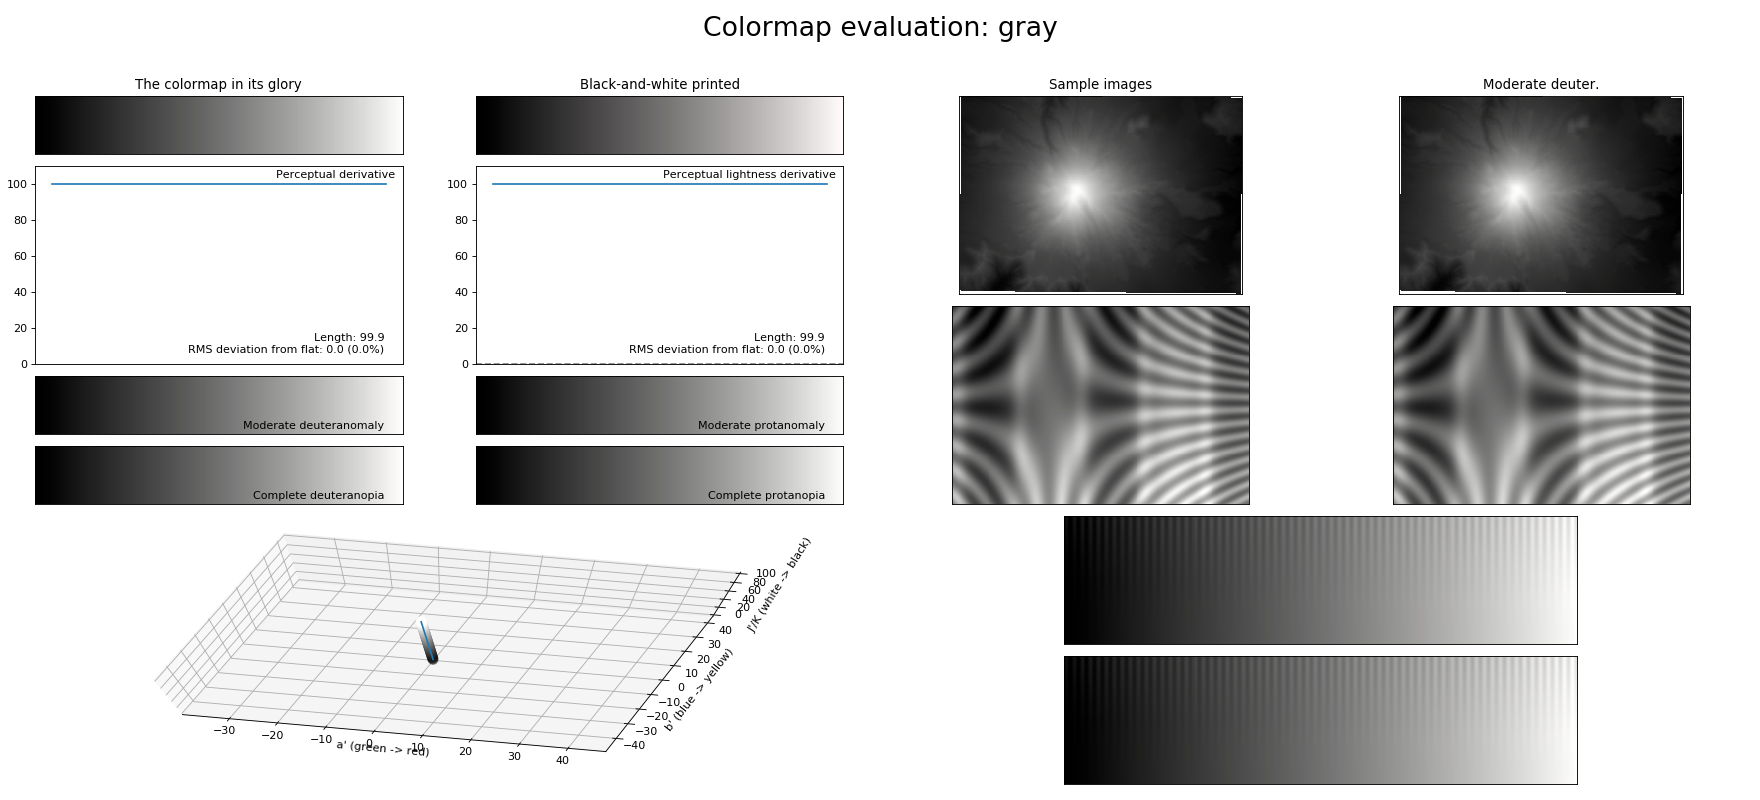 Colormap evaluation: gray
The colormap in its glory
Black-and-white printed
Sample images
Moderate deuter.
Perceptual derivative
100
80
60
40
20
0
Length: 99.9
RMS deviation from flat: 0.0 (0.0%)
Perceptual lightness derivative
100
80
60
40
20
0
Length: 99.9
RMS deviation from flat: 0.0 (0.0%)
Moderate deuteranomaly
Moderate protanomaly
Complete deuteranopia
Complete protanopia
−30
−20
−10
0
10
20
30
40
a' (green -> red)
−40
−30
−20
−10
0
10
20
30
40
b' (blue -> yellow)
0
20
40
60
80
100
J'/K (white -> black)